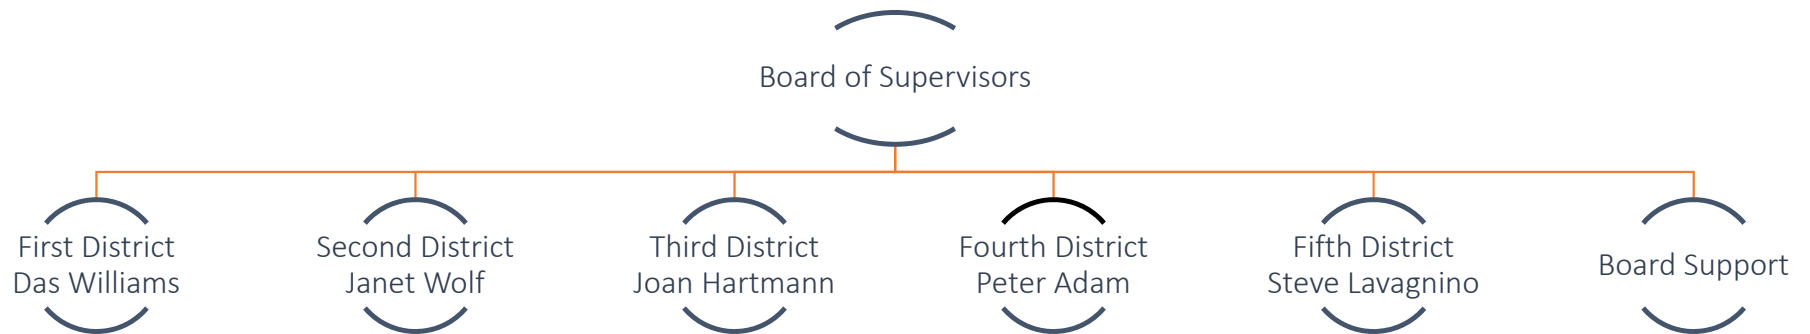 Board of Supervisors
First District
Das Williams
Second District
Janet Wolf
Third District
Joan Hartmann
Fourth District
Peter Adam
Fifth District
Steve Lavagnino
Board Support